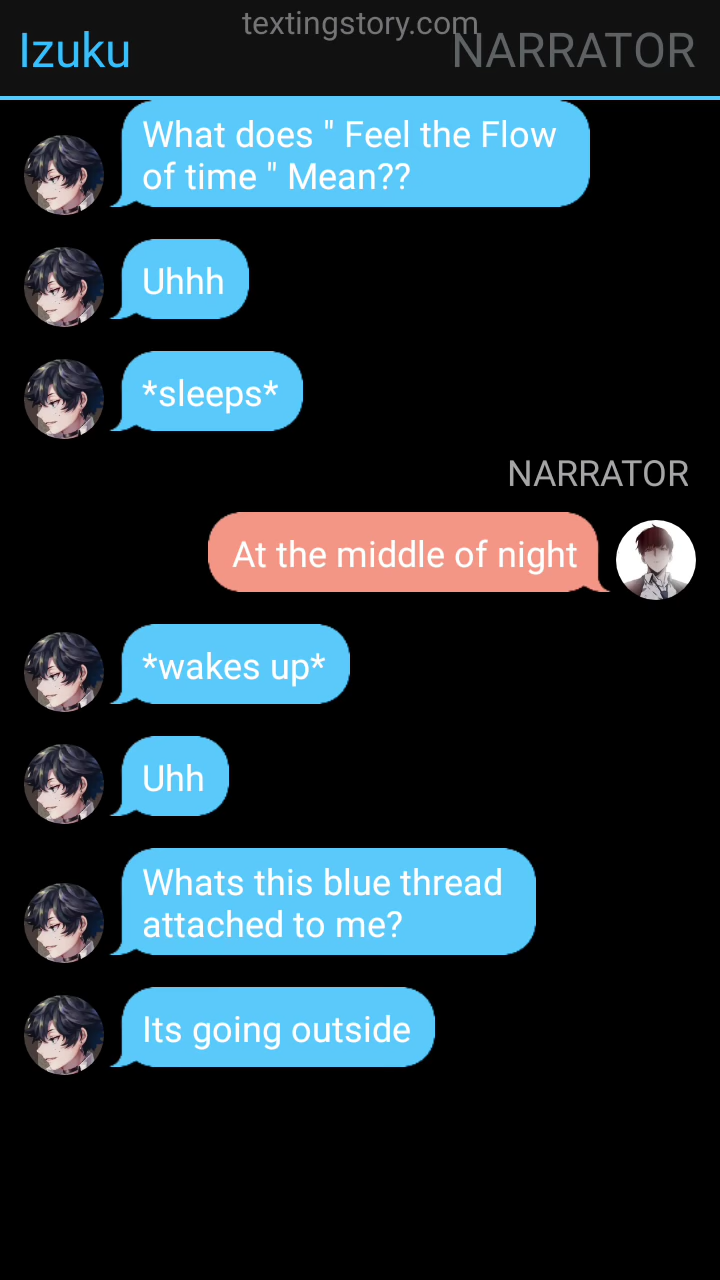 textingstory.com
Izuku
NARRATOR
What does " Feel the Flow
of time " Mean??
Uhhh
*sleeps*
NARRATOR
At the middle of night
*wakes up*
Uhh
Whats this blue thread
attached to me?
Its going outside